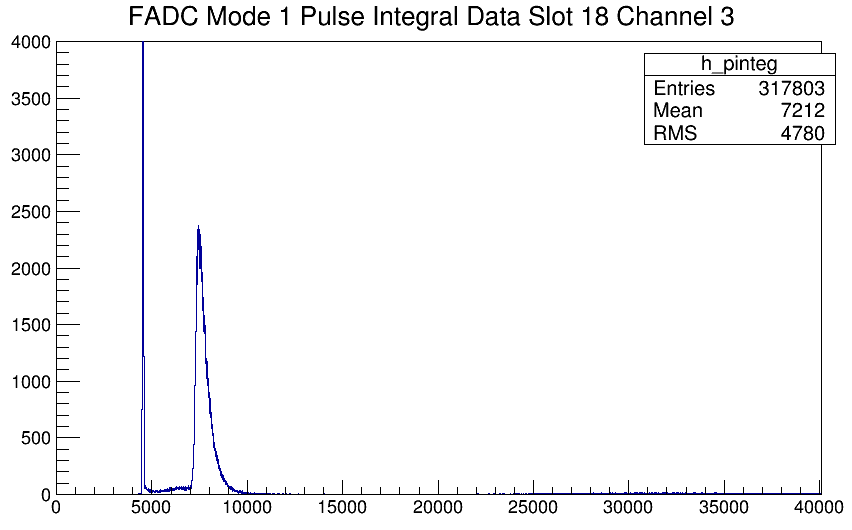 FADC Mode 1 Pulse Integral Data Slot 18 Channel 3
h_pinteg
Entries 317803
Mean 7212
RMS 4780
4000
3500
3000
2500
2000
1500
1000
500
0
0 5000 10000 15000 20000 25000 30000 35000 40000